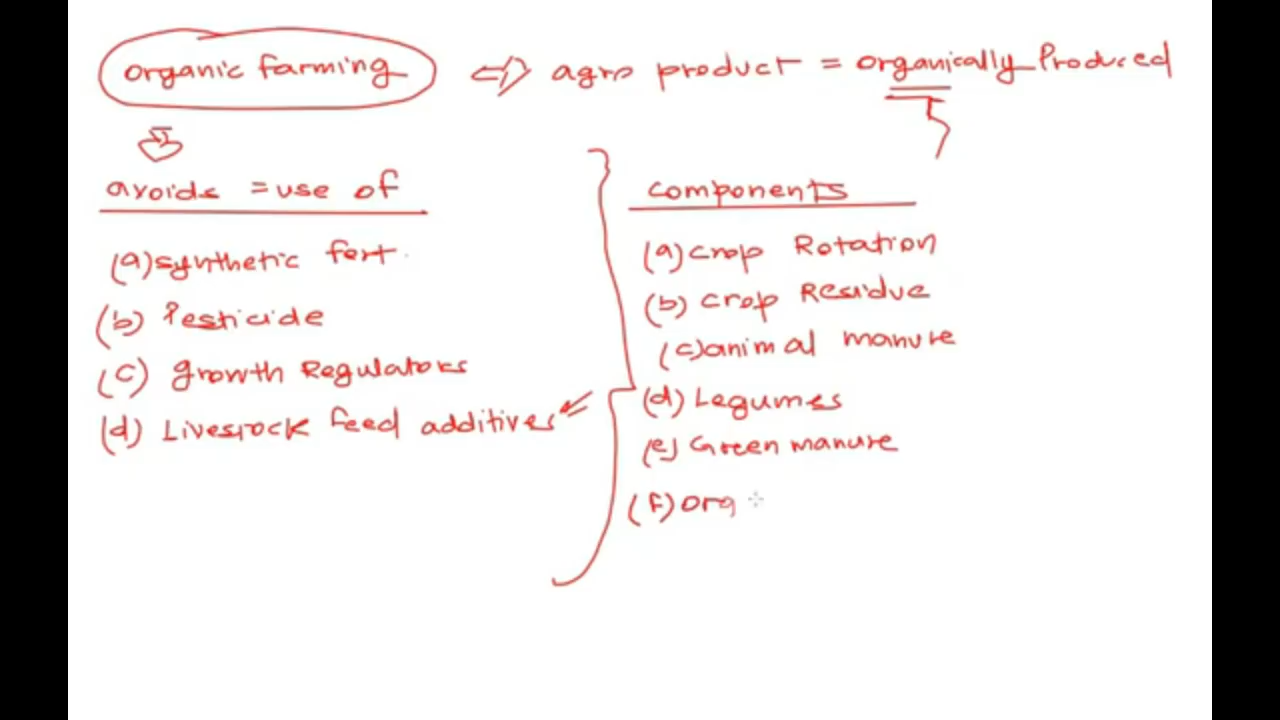 organic farming ⇨ agro product = organically Produced
avoids = use of
(a) synthetic fert.
(b) Pesticide
(c) growth Regulators
(d) Livestock feed additives
components
(a) crop Rotation
(b) crop Residue
(c) animal manure
(d) Legumes
(e) Green manure
(f) org